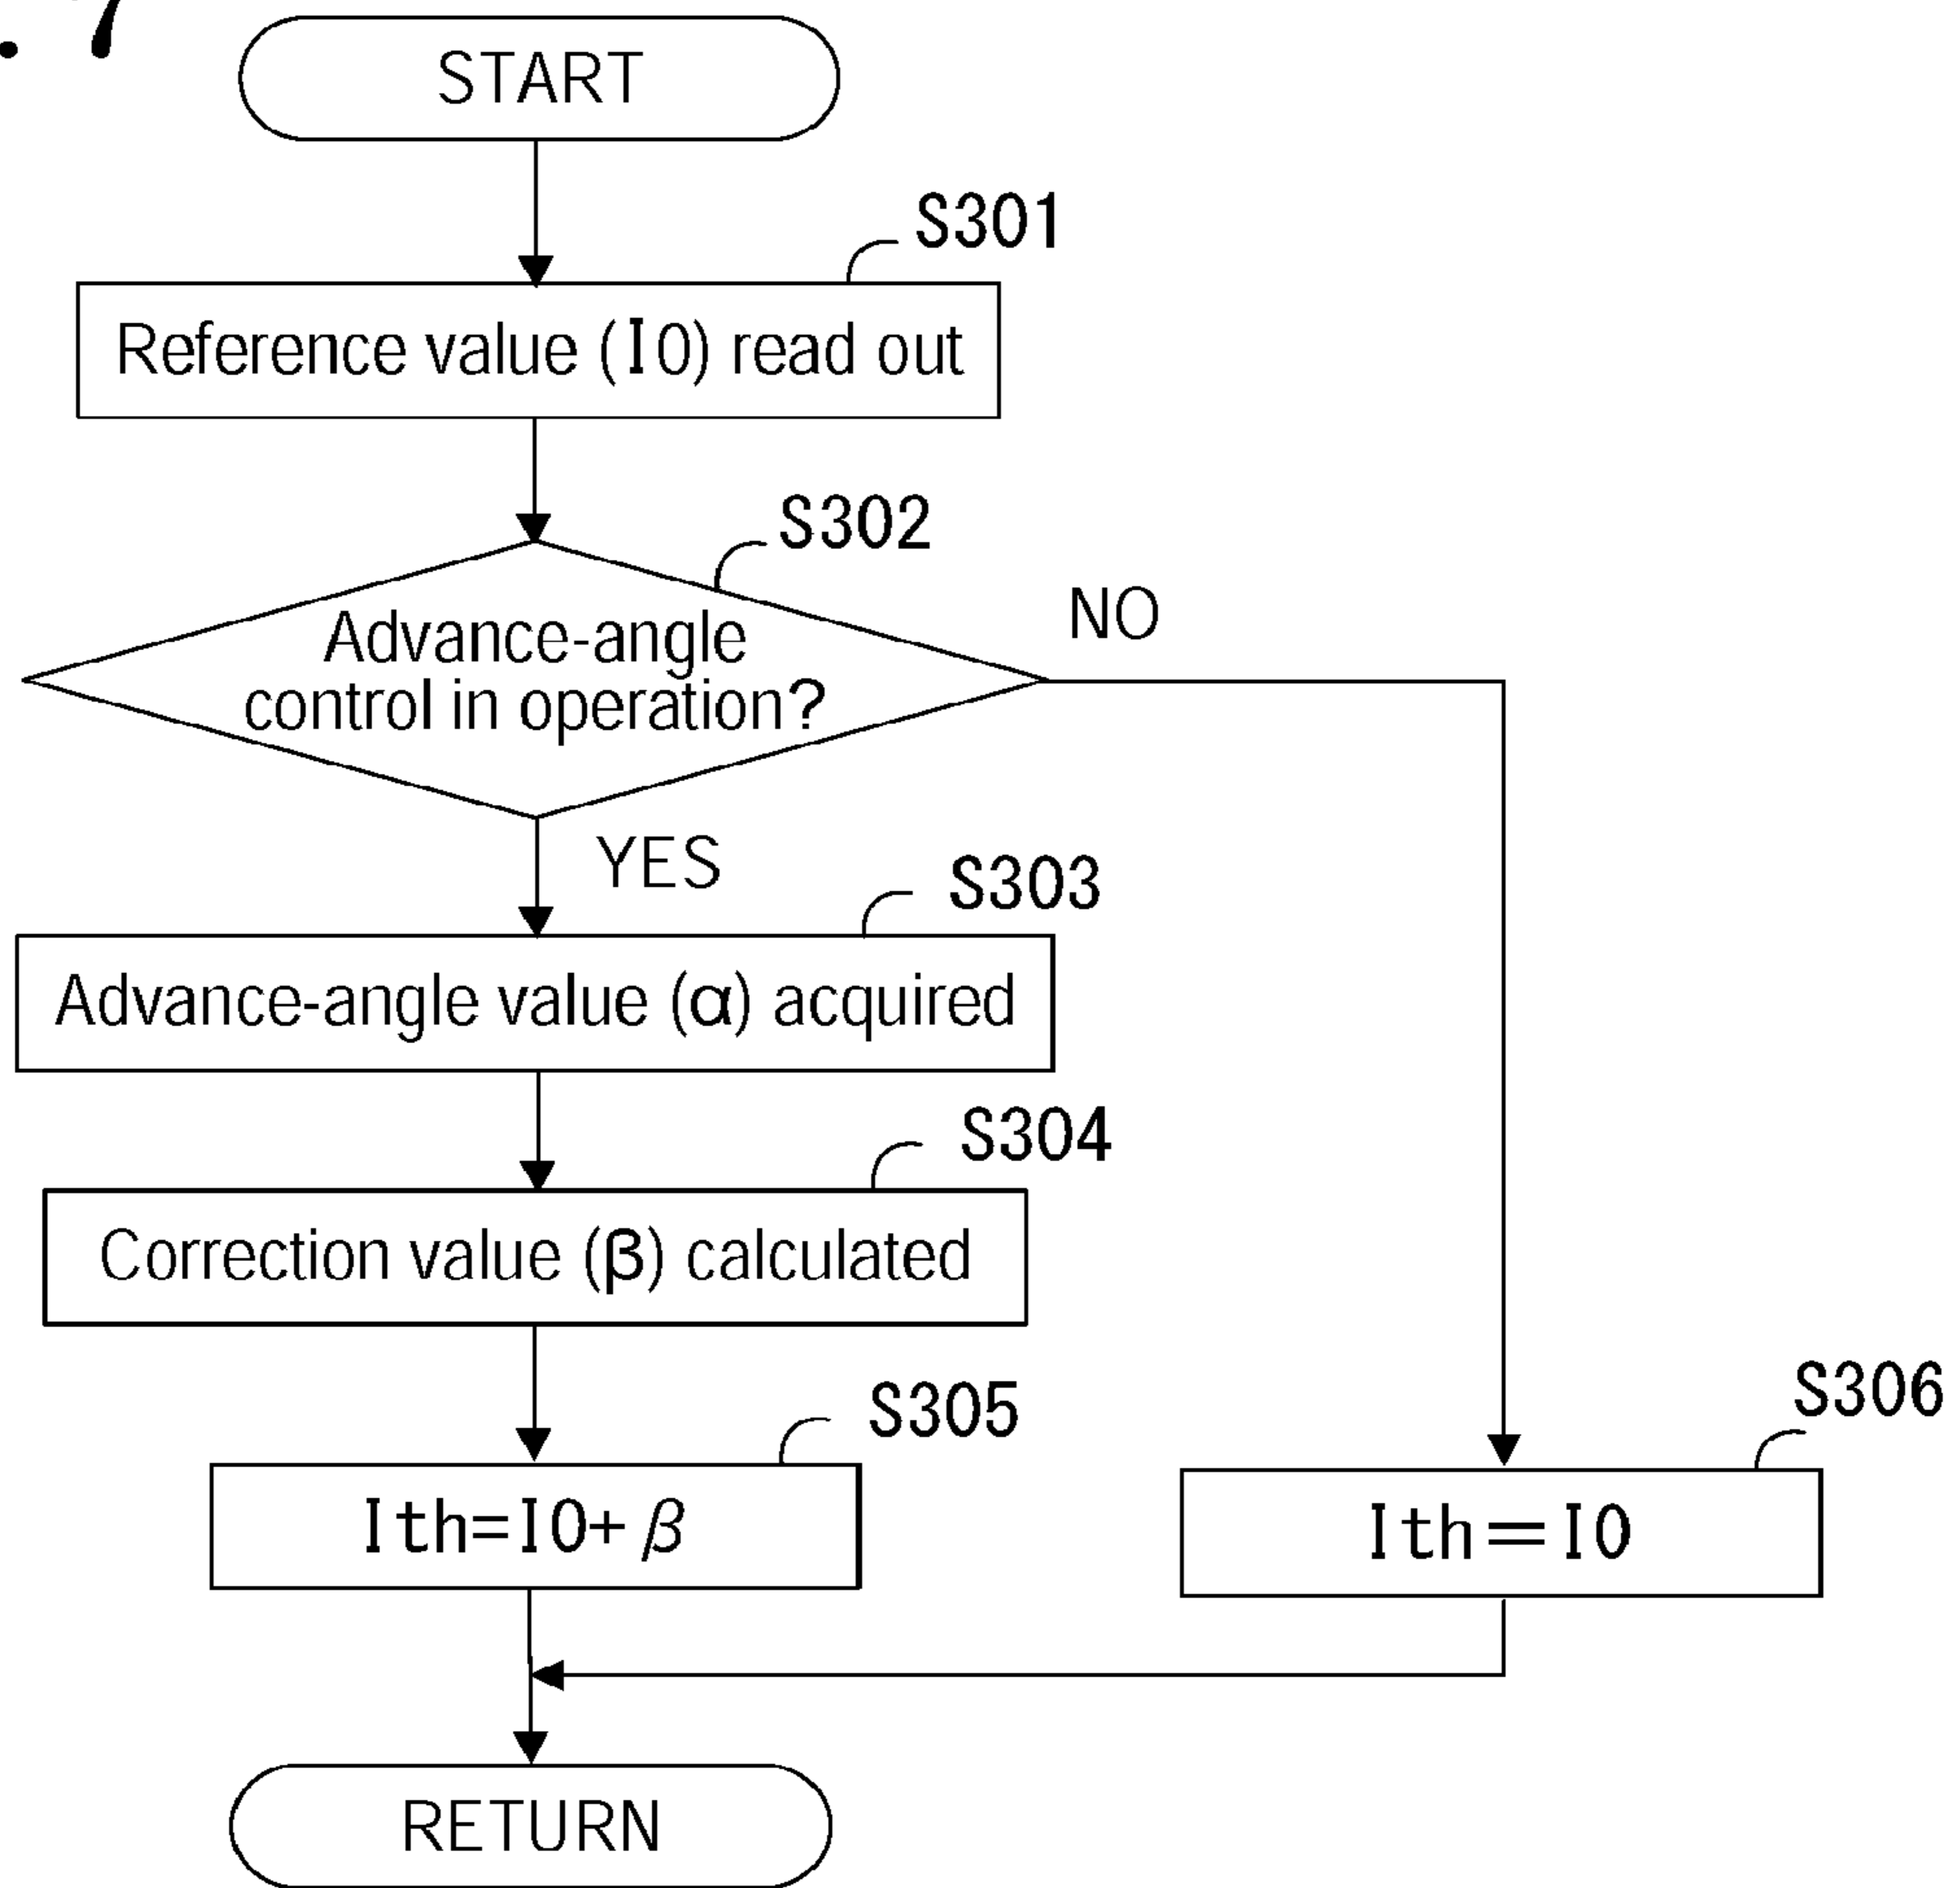 . 7
START
S301
Reference value (I0) read out
S302
Advance-angle
control in operation?
NO
YES
S303
Advance-angle value (α) acquired
S304
Correction value (β) calculated
S305
Ith=I0+β
S306
Ith=I0
RETURN